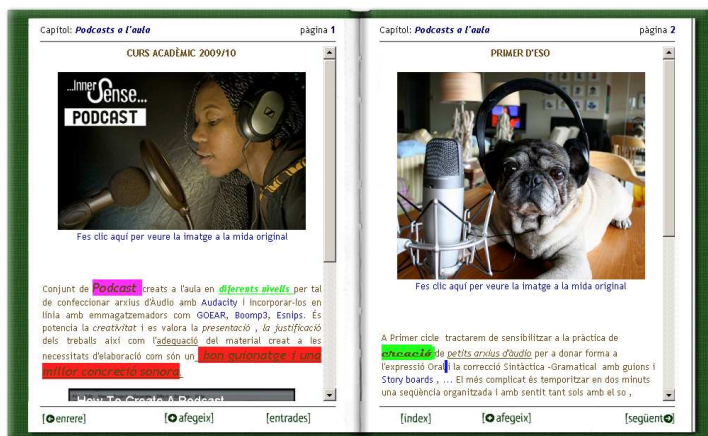 Capítol: Podcasts a l'aula pàgina 1
CURS ACADÈMIC 2009/10
...Inner
Sense...
PODCAST
Fes clic aquí per veure la imatge a la mida original
Conjunt de Podcast creats a l'aula en diferents nivells per tal
de confeccionar arxius d'Àudio amb Audacity i incorporar-los en
línia amb emmagatzemadors com GOEAR, Boomp3, Esnips. És
potencia la creativitat i es valora la presentació , la justificació
dels treballs així com l'adequació del material creat a les
necessitats d'elaboració com són un bon guionatge i una
millor concreció sonora.
How To Create A Podcast
[enrere] [afegeix] [entrades]
Capítol: Podcasts a l'aula pàgina 2
PRIMER D'ESO
Fes clic aquí per veure la imatge a la mida original
A Primer cicle tractarem de sensibilitzar a la pràctica de
creació de petits arxius d'àudio per a donar forma a
l'expressió Oral i la correcció Sintàctica -Gramatical amb guions i
Story boards , ... El més complicat és temporitzar en dos minuts
una seqüència organitzada i amb sentit tant sols amb el so ,
[índex] [afegeix] [següent]